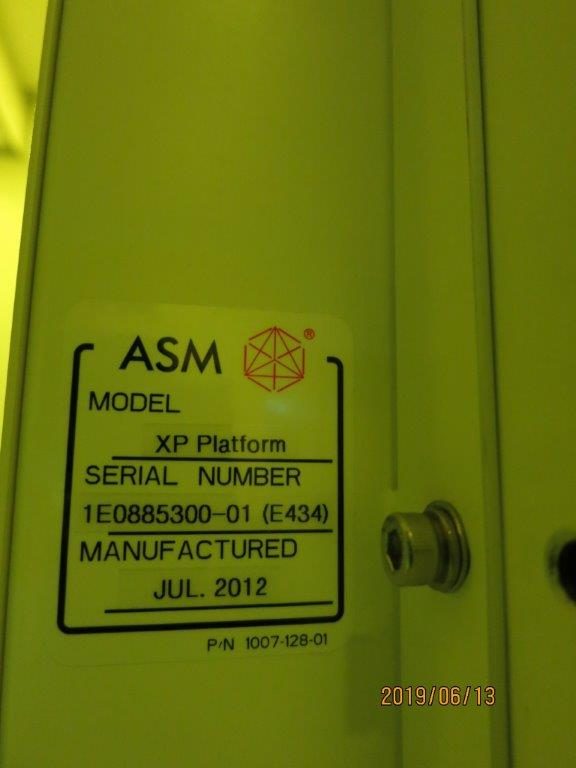 ASM ®
MODEL
XP Platform
SERIAL NUMBER
1E0885300-01 (E434)
MANUFACTURED
JUL. 2012
P/N 1007-128-01
2019/06/13